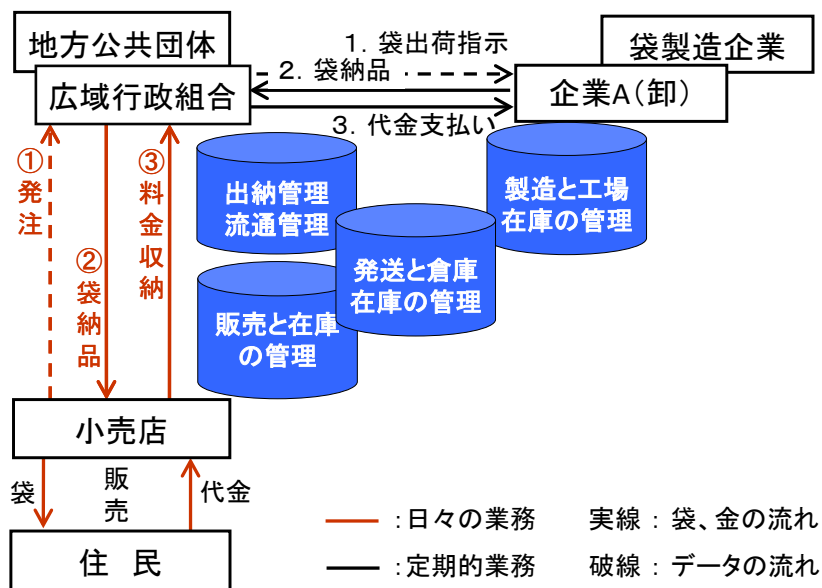 地方公共団体
広域行政組合
1．袋出荷指示
2．袋納品
3．代金支払い
袋製造企業
企業A（卸）
①発注
②袋納品
③料金収納
出納管理
流通管理
製造と工場
在庫の管理
発送と倉庫
在庫の管理
販売と在庫
の管理
小売店
袋
販売
代金
住 民
：日々の業務
実線 ： 袋、金の流れ
：定期的業務
破線 ： データの流れ